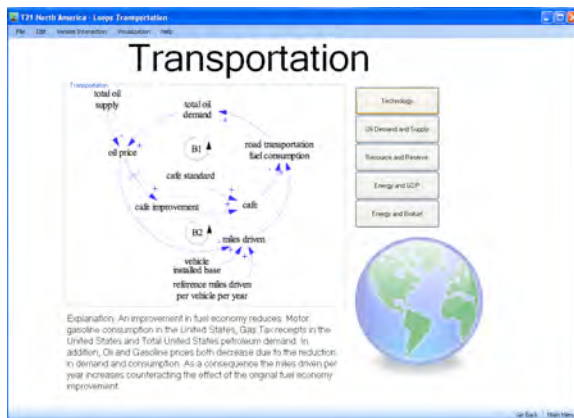 T21 North America - Loops Transportation
File Edit Version Interaction Visualization Help
Transportation
Transportation
total oil
supply
total oil
demand
oil price
B1
road transportation
fuel consumption
cafe standard
cafe improvement
cafe
B2
miles driven
vehicle
installed base
reference miles driven
per vehicle per year
Technology
Oil Demand and Supply
Resource and Reserve
Energy and GDP
Energy and Biofuel
Explanation: An improvement in fuel economy reduces: Motor
gasoline consumption in the United States, Gas Tax receipts in the
United States and Total United States petroleum demand. In
addition, Oil and Gasoline prices both decrease due to the reduction
in demand and consumption. As a consequence the miles driven per
year increases counteracting the effect of the original fuel economy
improvement.
Go Back Main Menu